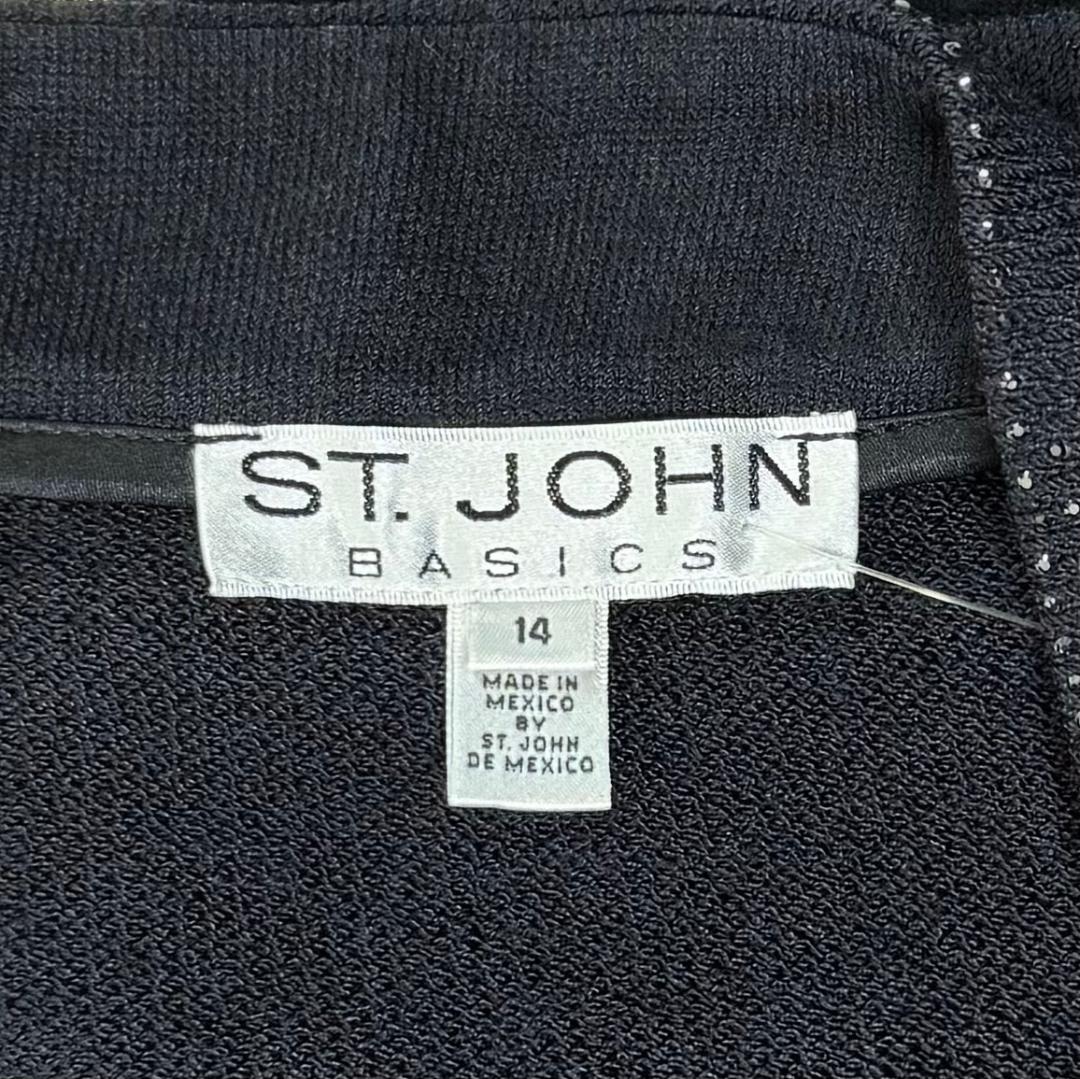 ST. JOHN
BASICS
14
MADE IN
MEXICO
BY
ST. JOHN
DE MEXICO